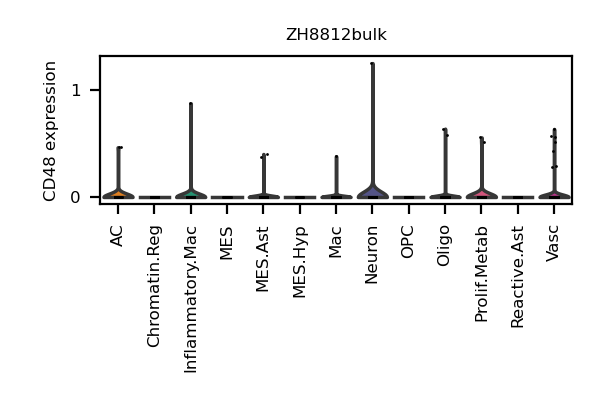 ZH8812bulk
CD48 expression
1
0
AC
Chromatin.Reg
Inflammatory.Mac
MES
MES.Ast
MES.Hyp
Mac
Neuron
OPC
Oligo
Prolif.Metab
Reactive.Ast
Vasc